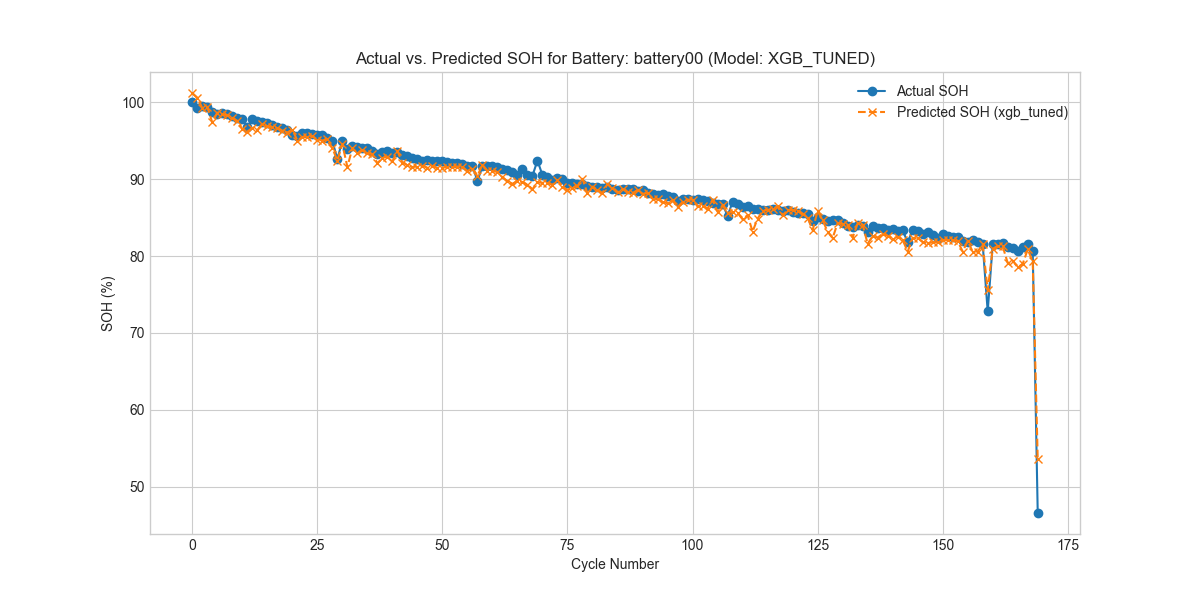 Actual vs. Predicted SOH for Battery: battery00 (Model: XGB_TUNED)
Actual SOH
Predicted SOH (xgb_tuned)
100
90
80
70
60
50
SOH (%)
0 25 50 75 100 125 150 175
Cycle Number